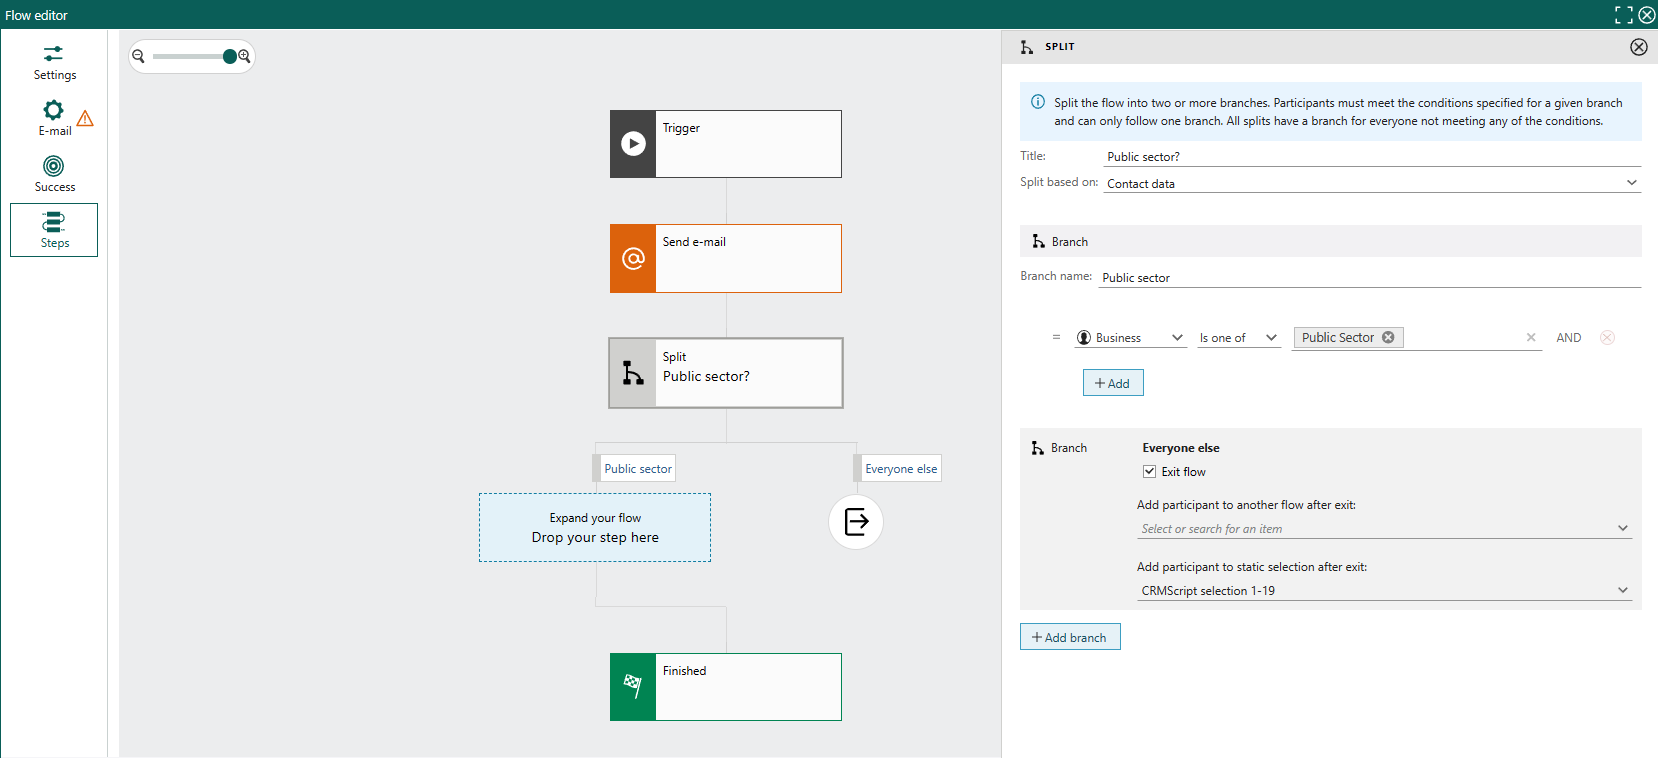 Flow editor
Settings
E-mail
Success
Steps
Trigger
Send e-mail
Split
Public sector?
Public sector
Everyone else
Expand your flow
Drop your step here
Finished
SPLIT
Split the flow into two or more branches. Participants must meet the conditions specified for a given branch
and can only follow one branch. All splits have a branch for everyone not meeting any of the conditions.
Title: Public sector?
Split based on: Contact data
Branch
Branch name: Public sector
= Business Is one of Public Sector AND
+ Add
Branch Everyone else
Exit flow
Add participant to another flow after exit:
Select or search for an item
Add participant to static selection after exit:
CRMScript selection 1-19
+ Add branch